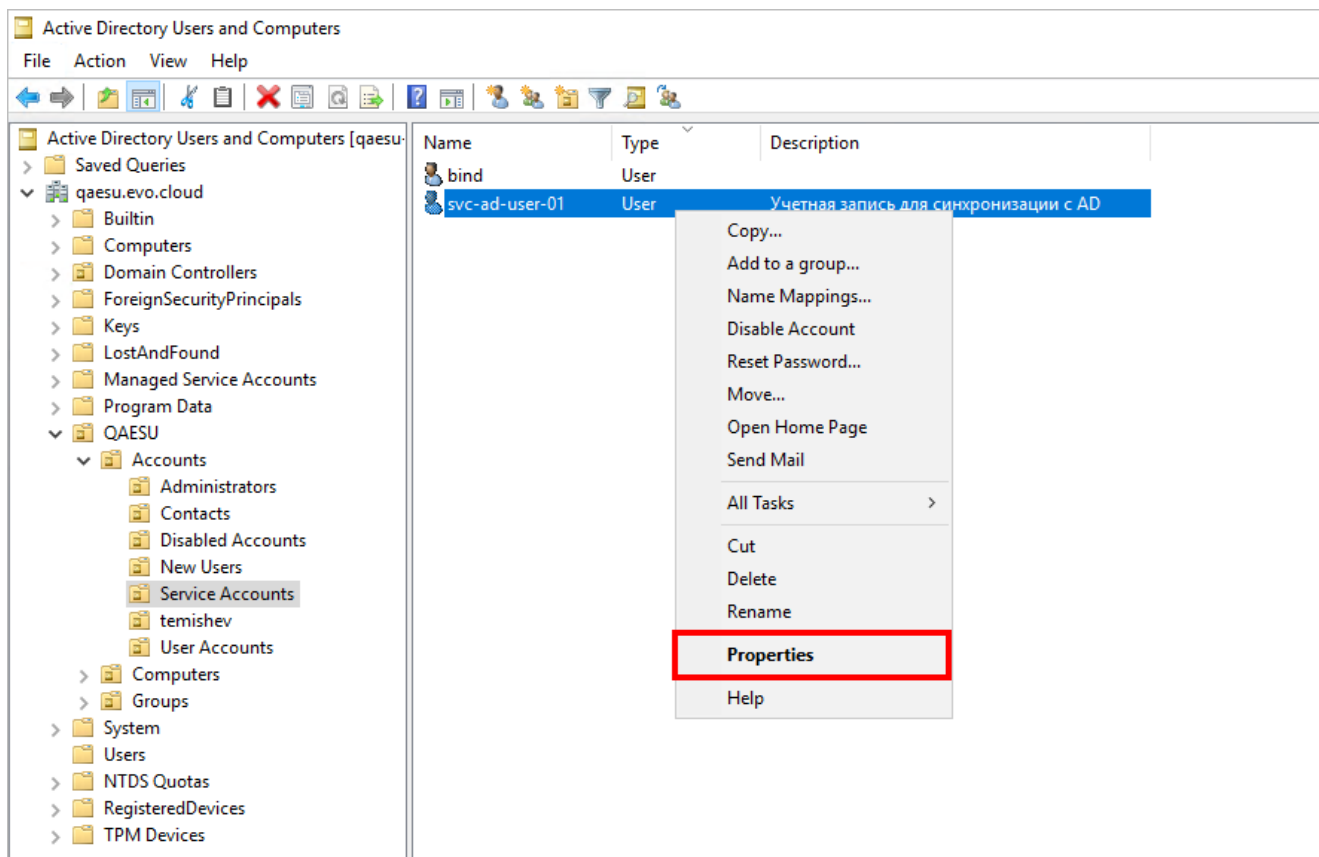 Active Directory Users and Computers
File Action View Help
Active Directory Users and Computers [qaesu-
Saved Queries
qaesu.evo.cloud
Builtin
Computers
Domain Controllers
ForeignSecurityPrincipals
Keys
LostAndFound
Managed Service Accounts
Program Data
QAESU
Accounts
Administrators
Contacts
Disabled Accounts
New Users
Service Accounts
temishev
User Accounts
Computers
Groups
System
Users
NTDS Quotas
RegisteredDevices
TPM Devices
Name Type Description
bind User
svc-ad-user-01 User Учетная запись для синхронизации с AD
Copy...
Add to a group...
Name Mappings...
Disable Account
Reset Password...
Move...
Open Home Page
Send Mail
All Tasks
Cut
Delete
Rename
Properties
Help